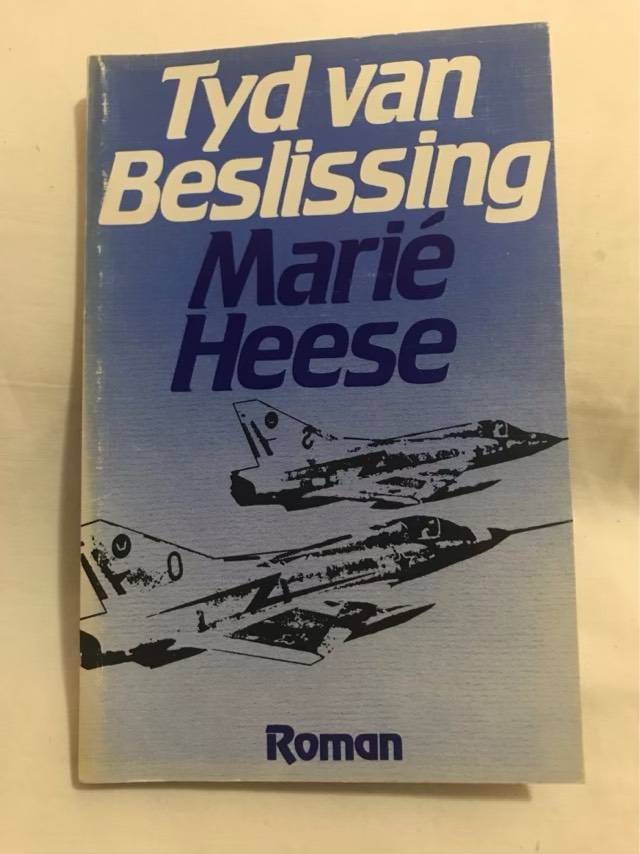 Tyd van
Beslissing
Marié
Heese
Roman